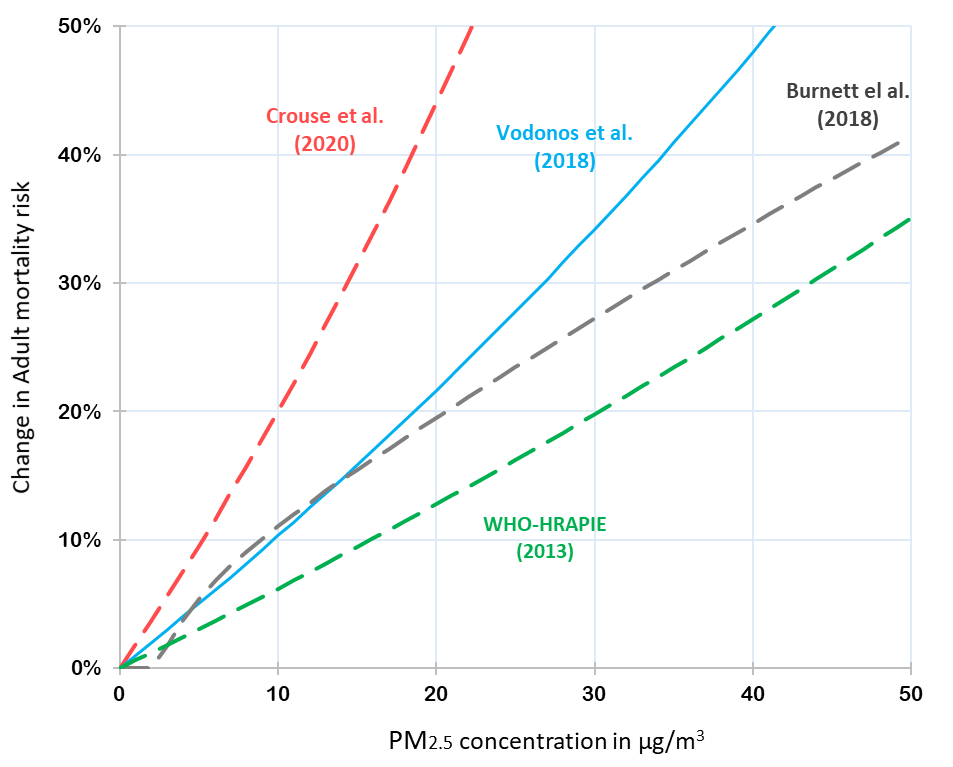 50%
40%
30%
20%
10%
0%
Change in Adult mortality risk
Crouse et al.
(2020)
Vodonos et al.
(2018)
Burnett el al.
(2018)
WHO-HRAPIE
(2013)
0
10
20
30
40
50
PM2.5 concentration in µg/m³